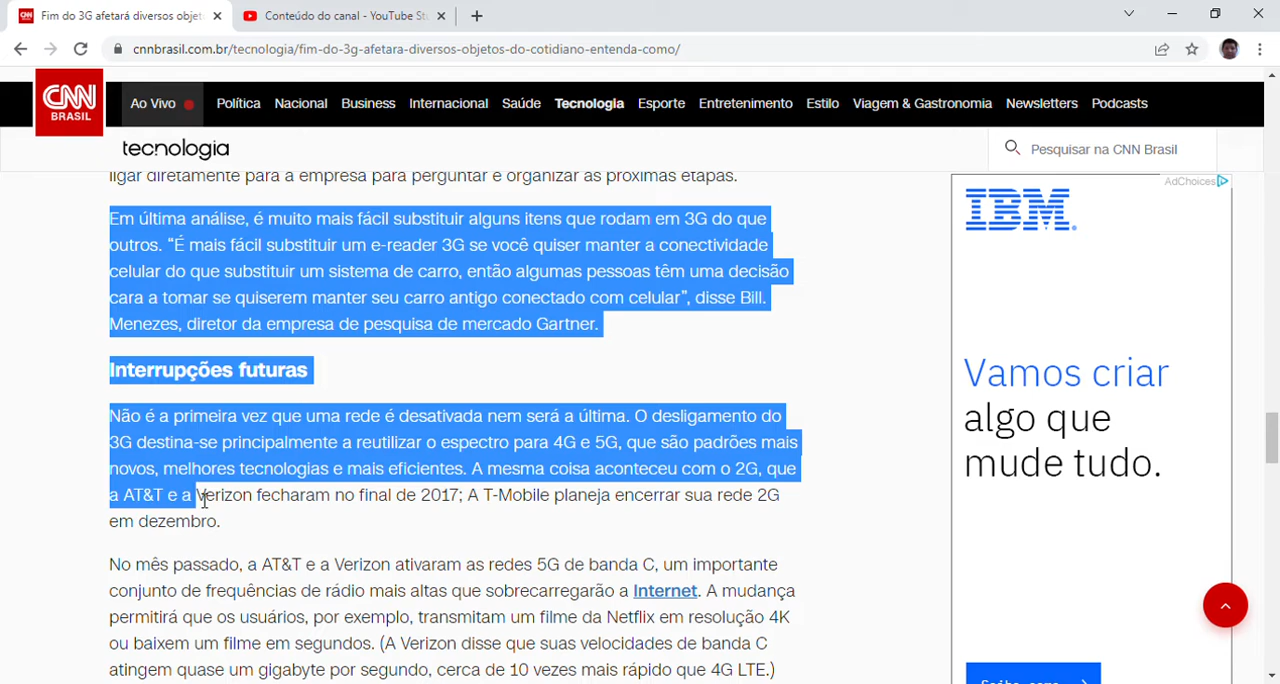 Fim do 3G afetará diversos objet
Conteúdo do canal - YouTube St
cnnbrasil.com.br/tecnologia/fim-do-3g-afetara-diversos-objetos-do-cotidiano-entenda-como/
CNN BRASIL
Ao Vivo Política Nacional Business Internacional Saúde Tecnologia Esporte Entretenimento Estilo Viagem & Gastronomia Newsletters Podcasts
tecnologia
Pesquisar na CNN Brasil
ligar diretamente para a empresa para perguntar e organizar as próximas etapas.
Em última análise, é muito mais fácil substituir alguns itens que rodam em 3G do que
outros. “É mais fácil substituir um e-reader 3G se você quiser manter a conectividade
celular do que substituir um sistema de carro, então algumas pessoas têm uma decisão
cara a tomar se quiserem manter seu carro antigo conectado com celular”, disse Bill.
Menezes, diretor da empresa de pesquisa de mercado Gartner.
Interrupções futuras
Não é a primeira vez que uma rede é desativada nem será a última. O desligamento do
3G destina-se principalmente a reutilizar o espectro para 4G e 5G, que são padrões mais
novos, melhores tecnologias e mais eficientes. A mesma coisa aconteceu com o 2G, que
a AT&T e a Verizon fecharam no final de 2017; A T-Mobile planeja encerrar sua rede 2G
em dezembro.
No mês passado, a AT&T e a Verizon ativaram as redes 5G de banda C, um importante
conjunto de frequências de rádio mais altas que sobrecarregarão a Internet. A mudança
permitirá que os usuários, por exemplo, transmitam um filme da Netflix em resolução 4K
ou baixem um filme em segundos. (A Verizon disse que suas velocidades de banda C
atingem quase um gigabyte por segundo, cerca de 10 vezes mais rápido que 4G LTE.)
AdChoices
IBM
Vamos criar
algo que
mude tudo.